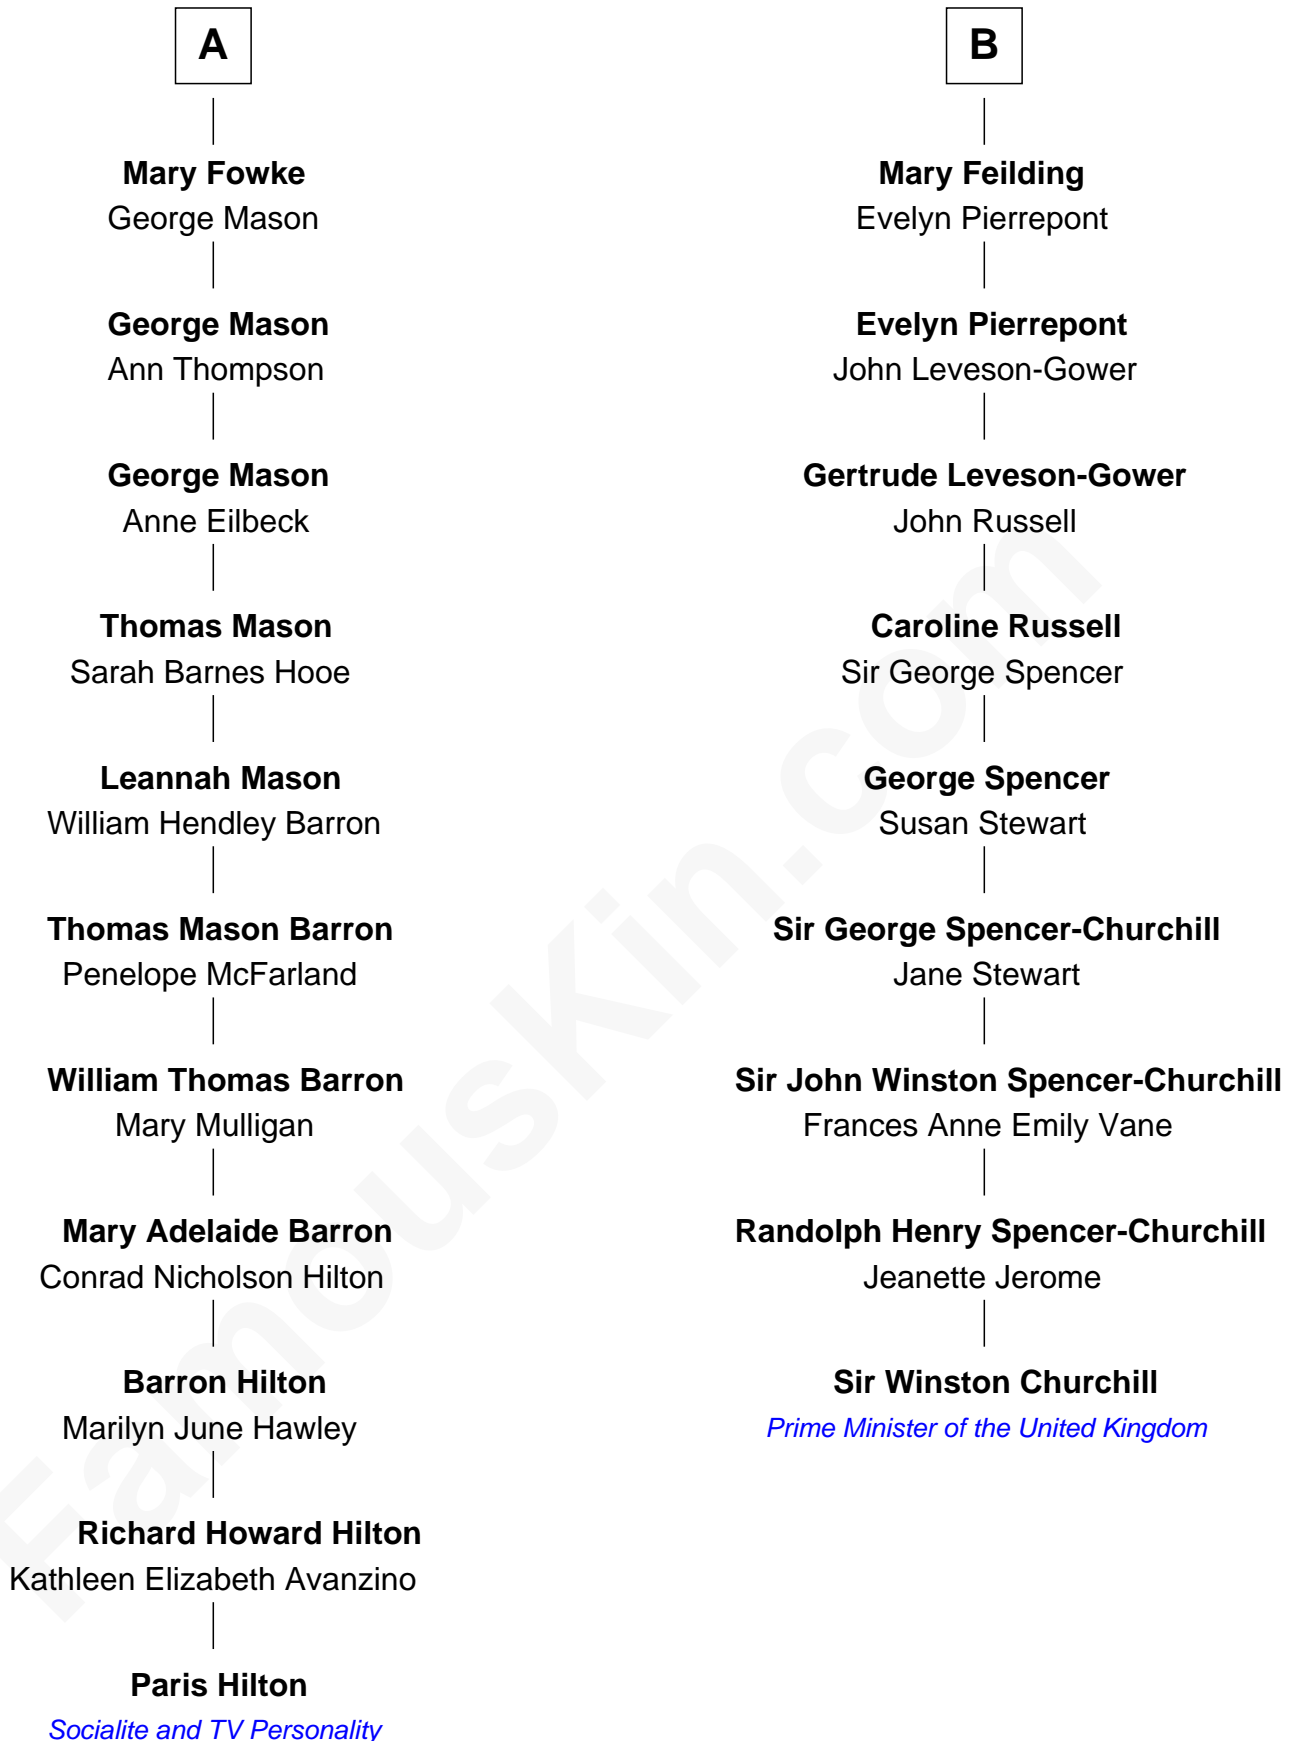 A
Mary Fowke
George Mason
George Mason
Ann Thompson
George Mason
Anne Eilbeck
Thomas Mason
Sarah Barnes Hooe
Leannah Mason
William Hendley Barron
Thomas Mason Barron
Penelope McFarland
William Thomas Barron
Mary Mulligan
Mary Adelaide Barron
Conrad Nicholson Hilton
Barron Hilton
Marilyn June Hawley
Richard Howard Hilton
Kathleen Elizabeth Avanzino
Paris Hilton
Socialite and TV Personality
B
Mary Feilding
Evelyn Pierrepont
Evelyn Pierrepont
John Leveson-Gower
Gertrude Leveson-Gower
John Russell
Caroline Russell
Sir George Spencer
George Spencer
Susan Stewart
Sir George Spencer-Churchill
Jane Stewart
Sir John Winston Spencer-Churchill
Frances Anne Emily Vane
Randolph Henry Spencer-Churchill
Jeanette Jerome
Sir Winston Churchill
Prime Minister of the United Kingdom
FamousKin.com